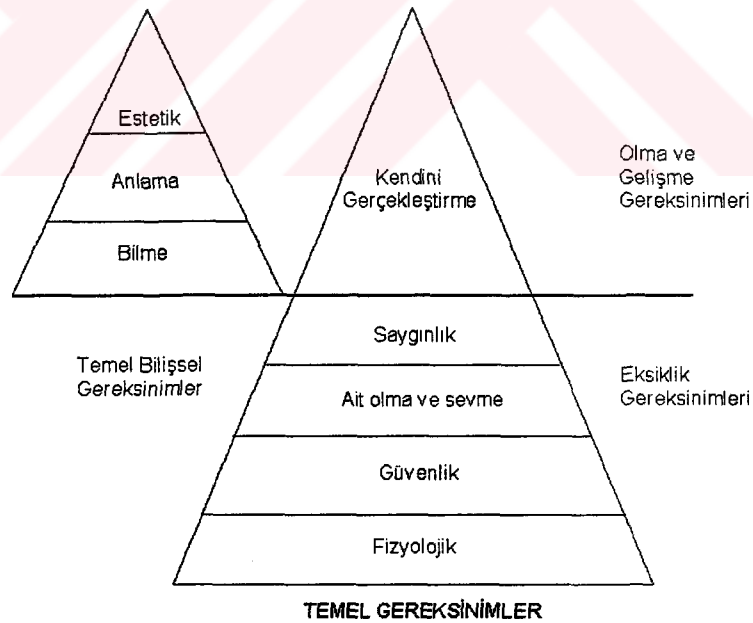 Estetik
Anlama
Bilme
Kendini
Gerçekleştirme
Olma ve
Gelişme
Gereksinimleri
Temel Bilişsel
Gereksinimler
Saygınlık
Ait olma ve sevme
Güvenlik
Fizyolojik
Eksiklik
Gereksinimleri
TEMEL GEREKSİNİMLER